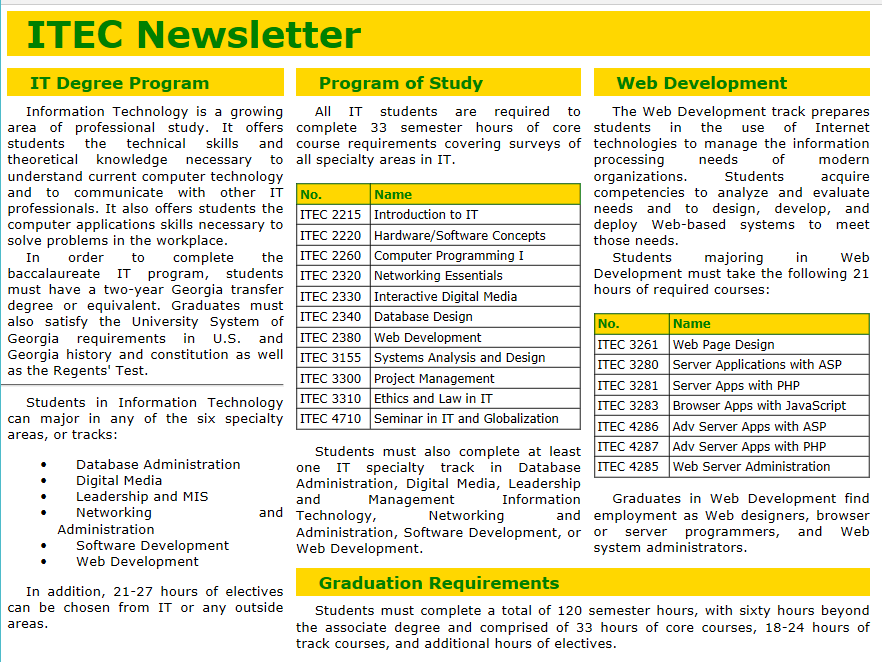 ITEC Newsletter
IT Degree Program
Information Technology is a growing
area of professional study. It offers
students the technical skills and
theoretical knowledge necessary to
understand current computer technology
and to communicate with other IT
professionals. It also offers students the
computer applications skills necessary to
solve problems in the workplace.
In order to complete the
baccalaureate IT program, students
must have a two-year Georgia transfer
degree or equivalent. Graduates must
also satisfy the University System of
Georgia requirements in U.S. and
Georgia history and constitution as well
as the Regents' Test.
Students in Information Technology
can major in any of the six specialty
areas, or tracks:
• Database Administration
• Digital Media
• Leadership and MIS
• Networking and
Administration
• Software Development
• Web Development
In addition, 21-27 hours of electives
can be chosen from IT or any outside
areas.
Program of Study
All IT students are required to
complete 33 semester hours of core
course requirements covering surveys of
all specialty areas in IT.
No. Name
ITEC 2215 Introduction to IT
ITEC 2220 Hardware/Software Concepts
ITEC 2260 Computer Programming I
ITEC 2320 Networking Essentials
ITEC 2330 Interactive Digital Media
ITEC 2340 Database Design
ITEC 2380 Web Development
ITEC 3155 Systems Analysis and Design
ITEC 3300 Project Management
ITEC 3310 Ethics and Law in IT
ITEC 4710 Seminar in IT and Globalization
Students must also complete at least
one IT specialty track in Database
Administration, Digital Media, Leadership
and Management Information
Technology, Networking and
Administration, Software Development, or
Web Development.
Web Development
The Web Development track prepares
students in the use of Internet
technologies to manage the information
processing needs of modern
organizations. Students acquire
competencies to analyze and evaluate
needs and to design, develop, and
deploy Web-based systems to meet
those needs.
Students majoring in Web
Development must take the following 21
hours of required courses:
No. Name
ITEC 3261 Web Page Design
ITEC 3280 Server Applications with ASP
ITEC 3281 Server Apps with PHP
ITEC 3283 Browser Apps with JavaScript
ITEC 4286 Adv Server Apps with ASP
ITEC 4287 Adv Server Apps with PHP
ITEC 4285 Web Server Administration
Graduates in Web Development find
employment as Web designers, browser
or server programmers, and Web
system administrators.
Graduation Requirements
Students must complete a total of 120 semester hours, with sixty hours beyond
the associate degree and comprised of 33 hours of core courses, 18-24 hours of
track courses, and additional hours of electives.